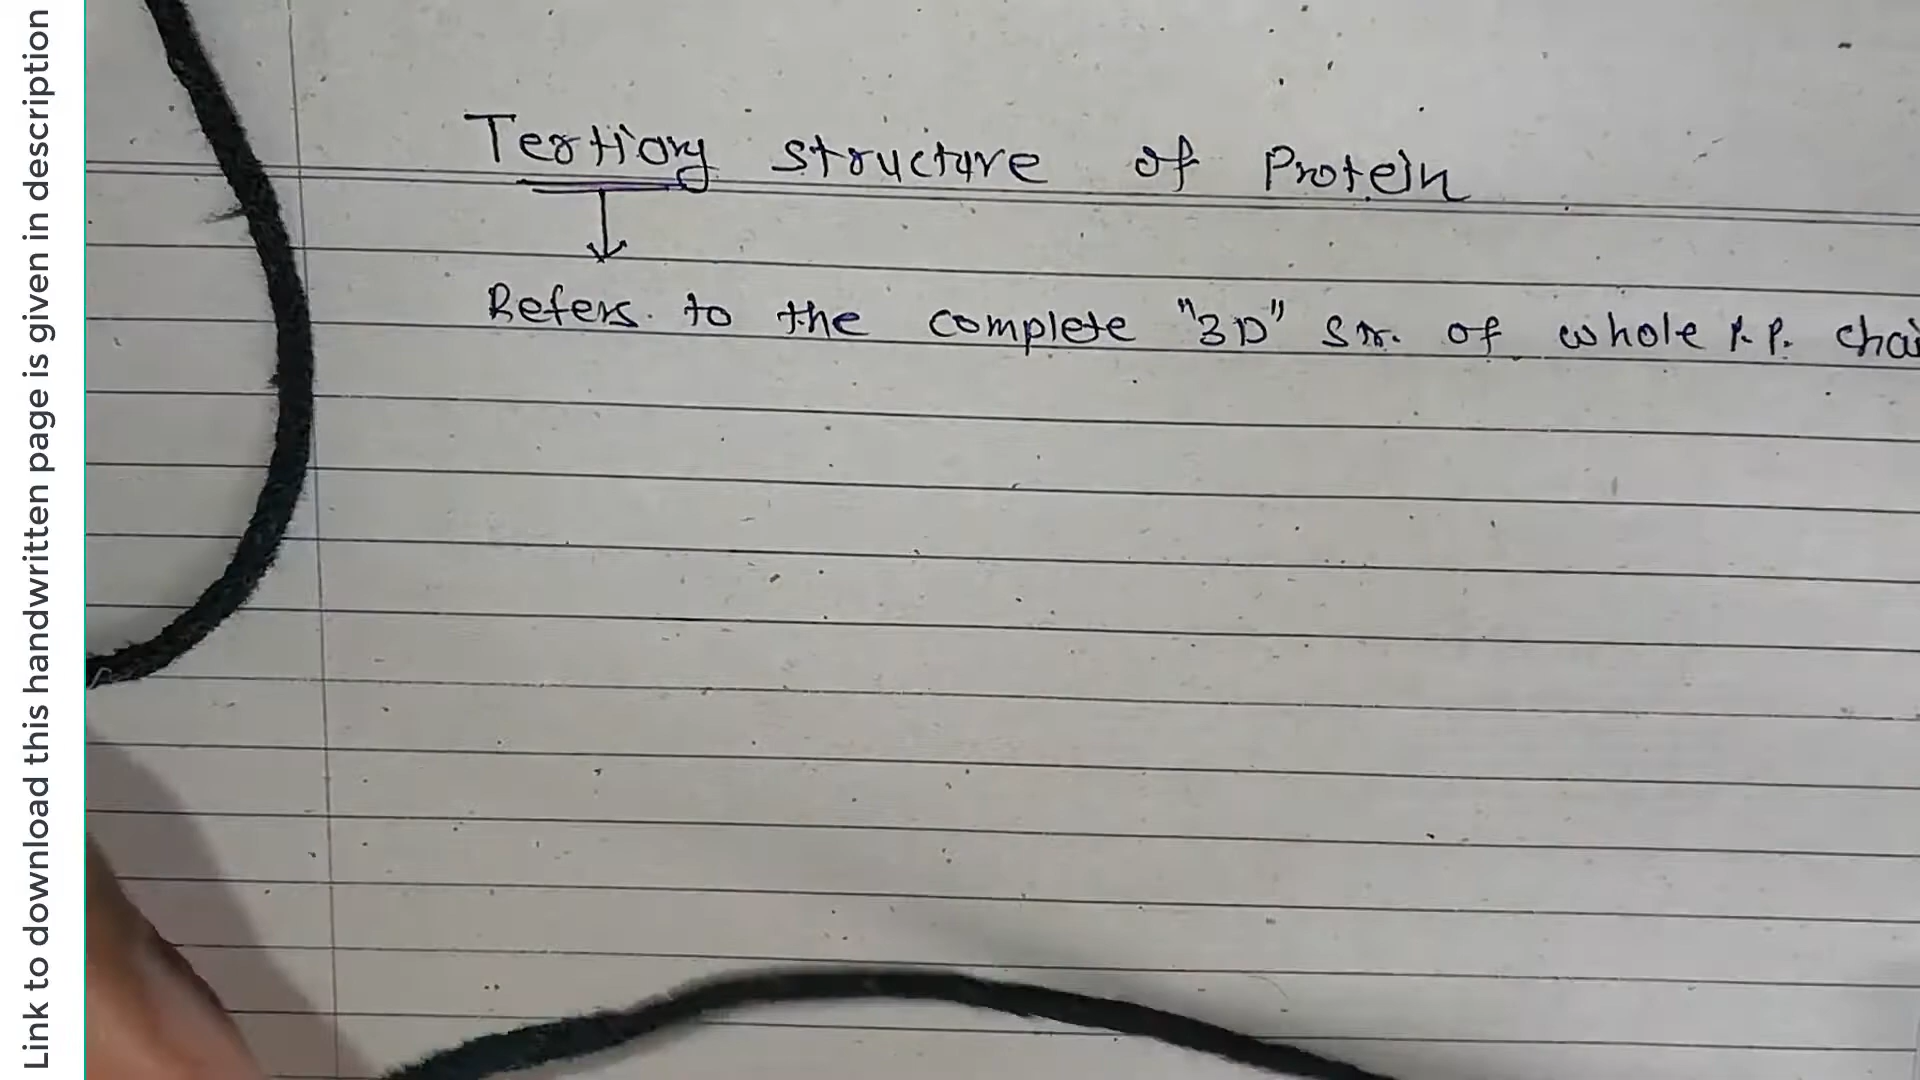 Tertiary structure of Protein
Refers to the complete "3D" Str. of whole P.P. chai
Link to download this handwritten page is given in description